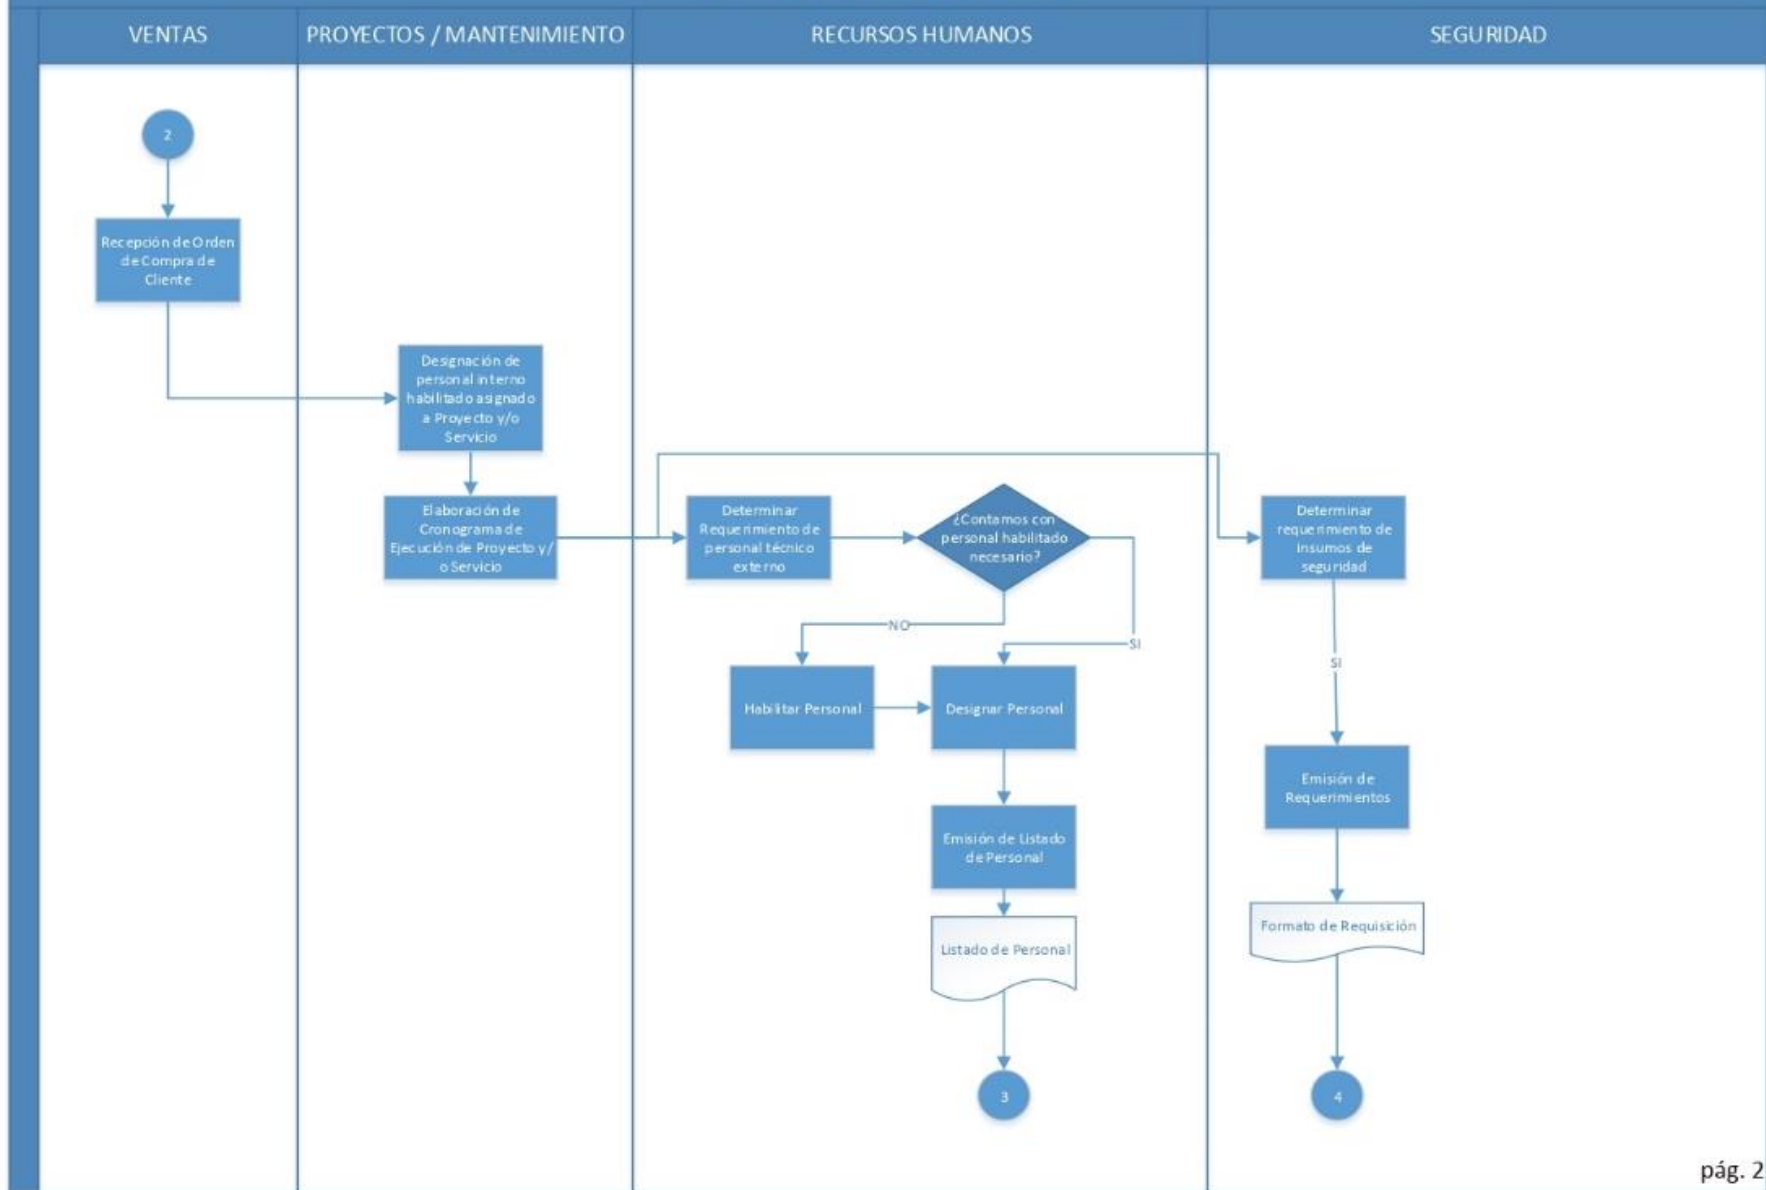 VENTAS
PROYECTOS / MANTENIMIENTO
RECURSOS HUMANOS
SEGURIDAD
2
Recepción de Orden
de Compra de
Cliente
Designación de
personal interno
habilitado asignado
a Proyecto y/o
Servicio
Elaboración de
Cronograma de
Ejecución de Proyecto y/
o Servicio
Determinar
Requerimiento de
personal técnico
externo
¿Contamos con
personal habilitado
necesario?
NO
SI
Habilitar Personal
Designar Personal
Emisión de Listado
de Personal
Listado de Personal
3
Determinar
requerimiento de
insumos de
seguridad
SI
Emisión de
Requerimientos
Formato de Requisición
4
pág. 2